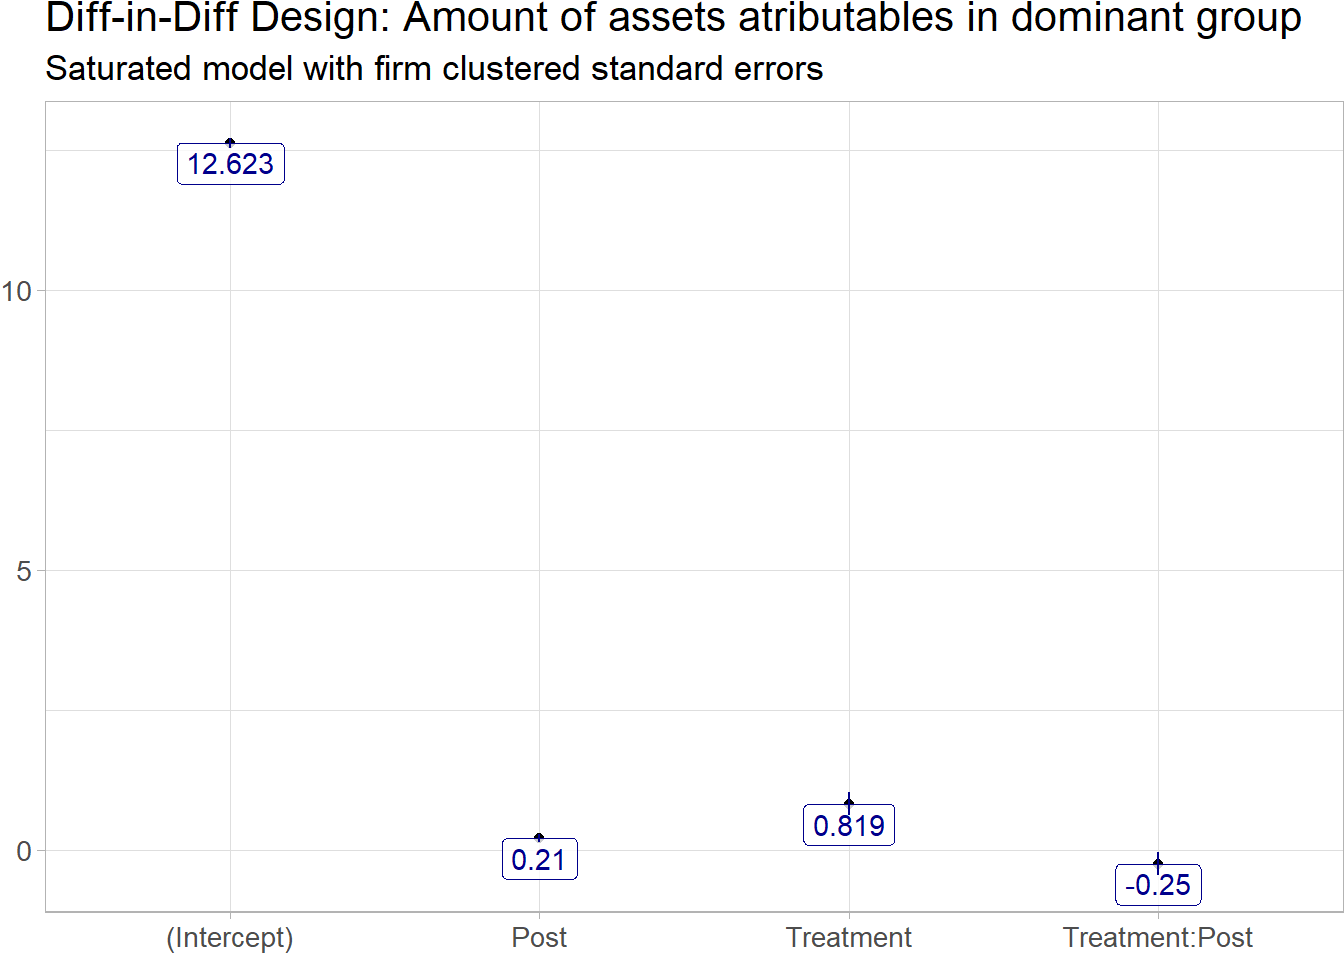 Diff-in-Diff Design: Amount of assets atributables in dominant group
Saturated model with firm clustered standard errors
12.623
10
5
0.819
0.21
0
-0.25
(Intercept) Post Treatment Treatment:Post